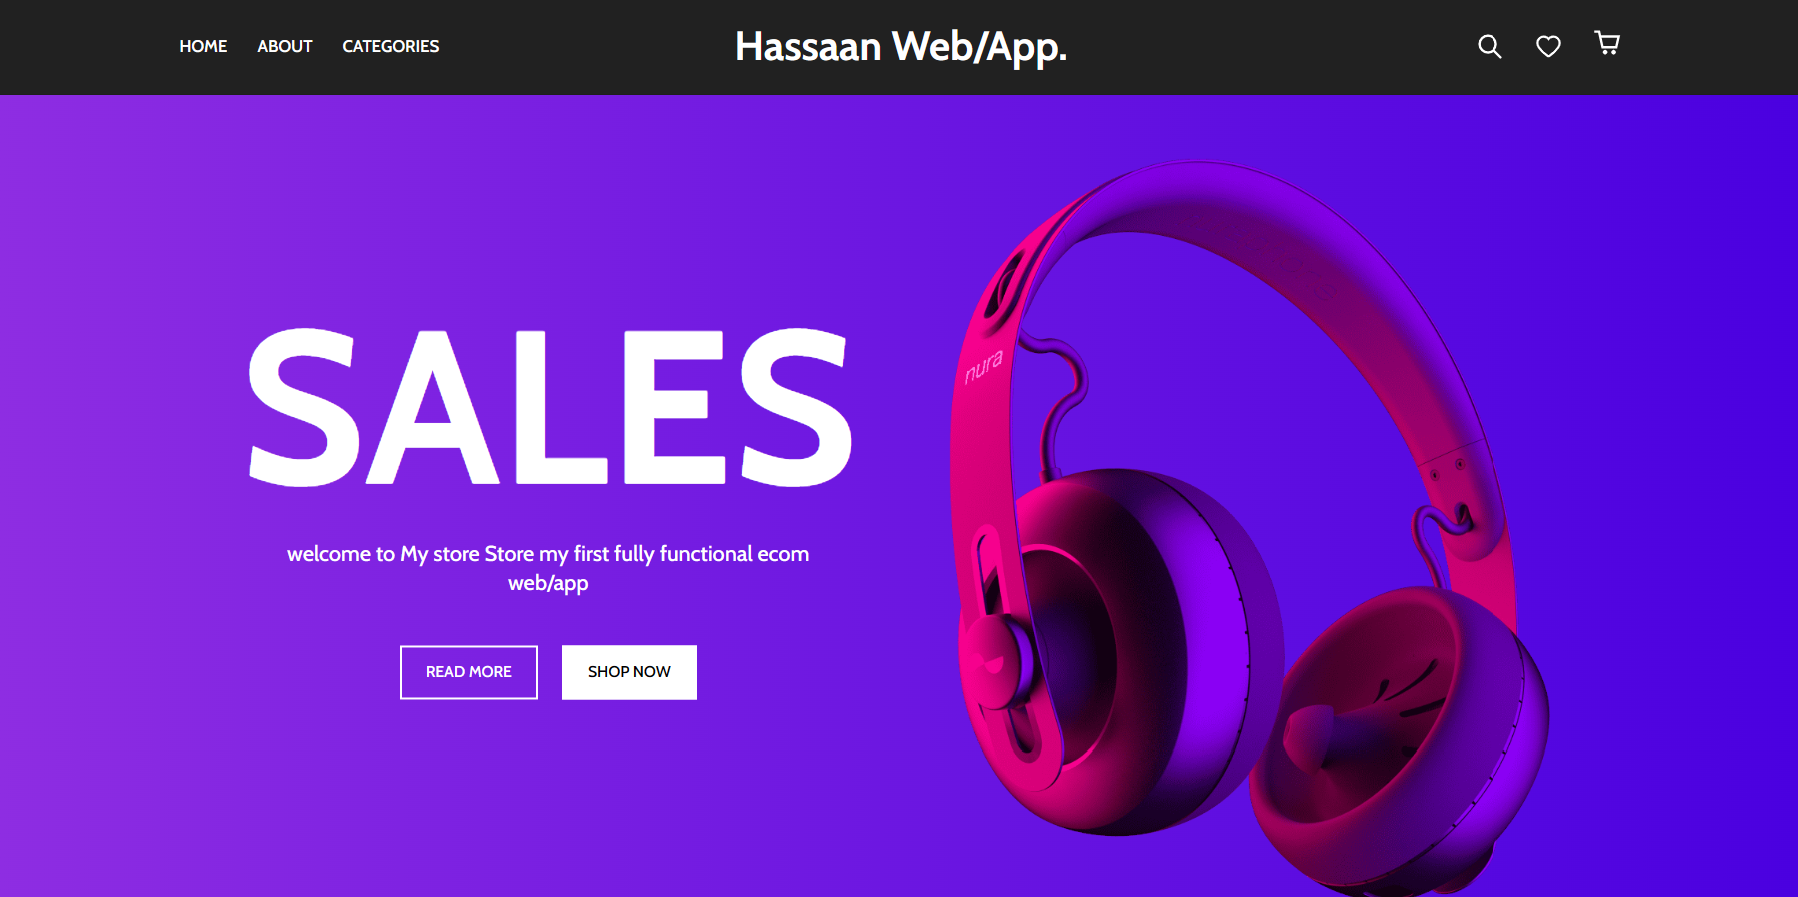 HOME ABOUT CATEGORIES
Hassaan Web/App.
SALES
welcome to My store Store my first fully functional ecom
web/app
READ MORE
SHOP NOW
nura